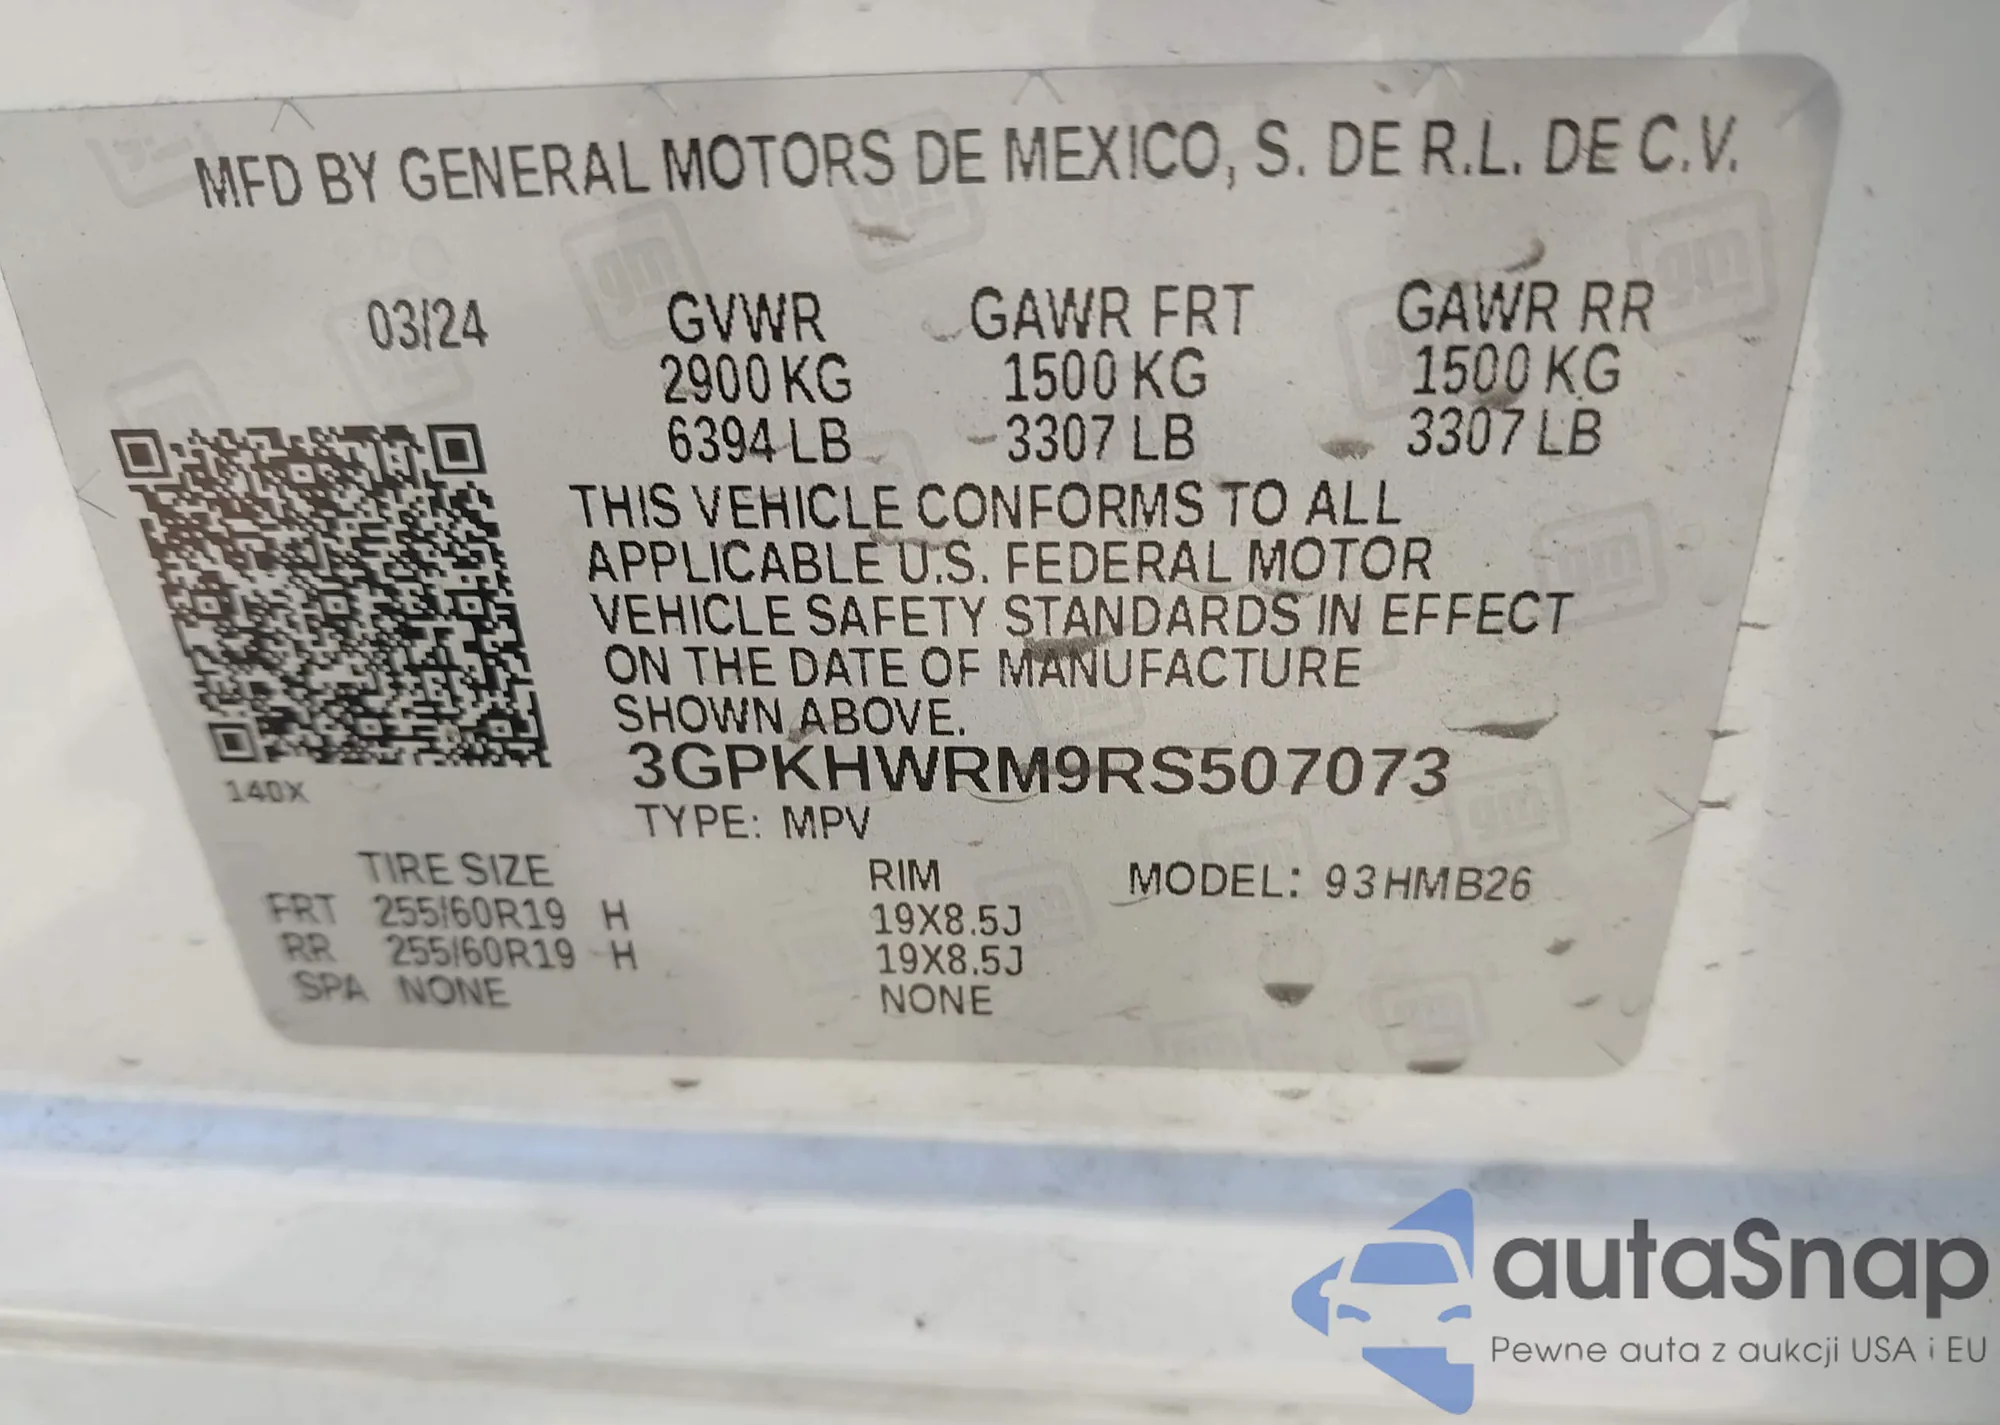 MFD BY GENERAL MOTORS DE MEXICO, S. DE R.L. DE C.V.
03/24 GVWR GAWR FRT GAWR RR
2900 KG 1500 KG 1500 KG
6394 LB 3307 LB 3307 LB
THIS VEHICLE CONFORMS TO ALL
APPLICABLE U.S. FEDERAL MOTOR
VEHICLE SAFETY STANDARDS IN EFFECT
ON THE DATE OF MANUFACTURE
SHOWN ABOVE.
3GPKHWRM9RS507073
140X
TYPE: MPV
TIRE SIZE RIM MODEL: 93HMB26
FRT 255/60R19 H 19X8.5J
RR 255/60R19 H 19X8.5J
SPA NONE NONE
autaSnap
Pewne auta z aukcji USA i EU